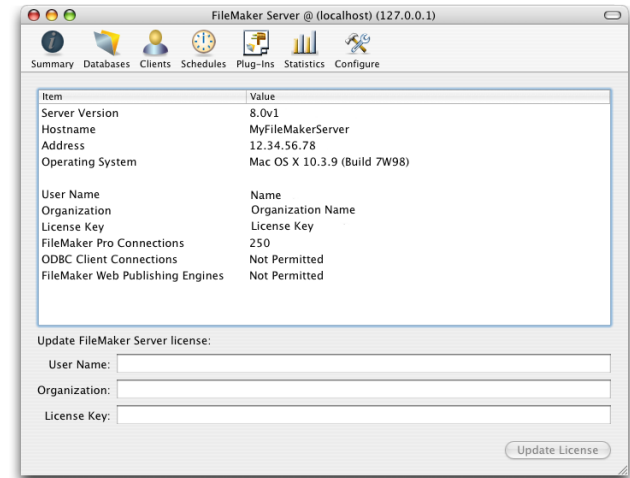 FileMaker Server @ (localhost) (127.0.0.1)
Summary Databases Clients Schedules Plug-Ins Statistics Configure
Item Value
Server Version 8.0v1
Hostname MyFileMakerServer
Address 12.34.56.78
Operating System Mac OS X 10.3.9 (Build 7W98)
User Name Name
Organization Organization Name
License Key License Key
FileMaker Pro Connections 250
ODBC Client Connections Not Permitted
FileMaker Web Publishing Engines Not Permitted
Update FileMaker Server license:
User Name:
Organization:
License Key:
Update License